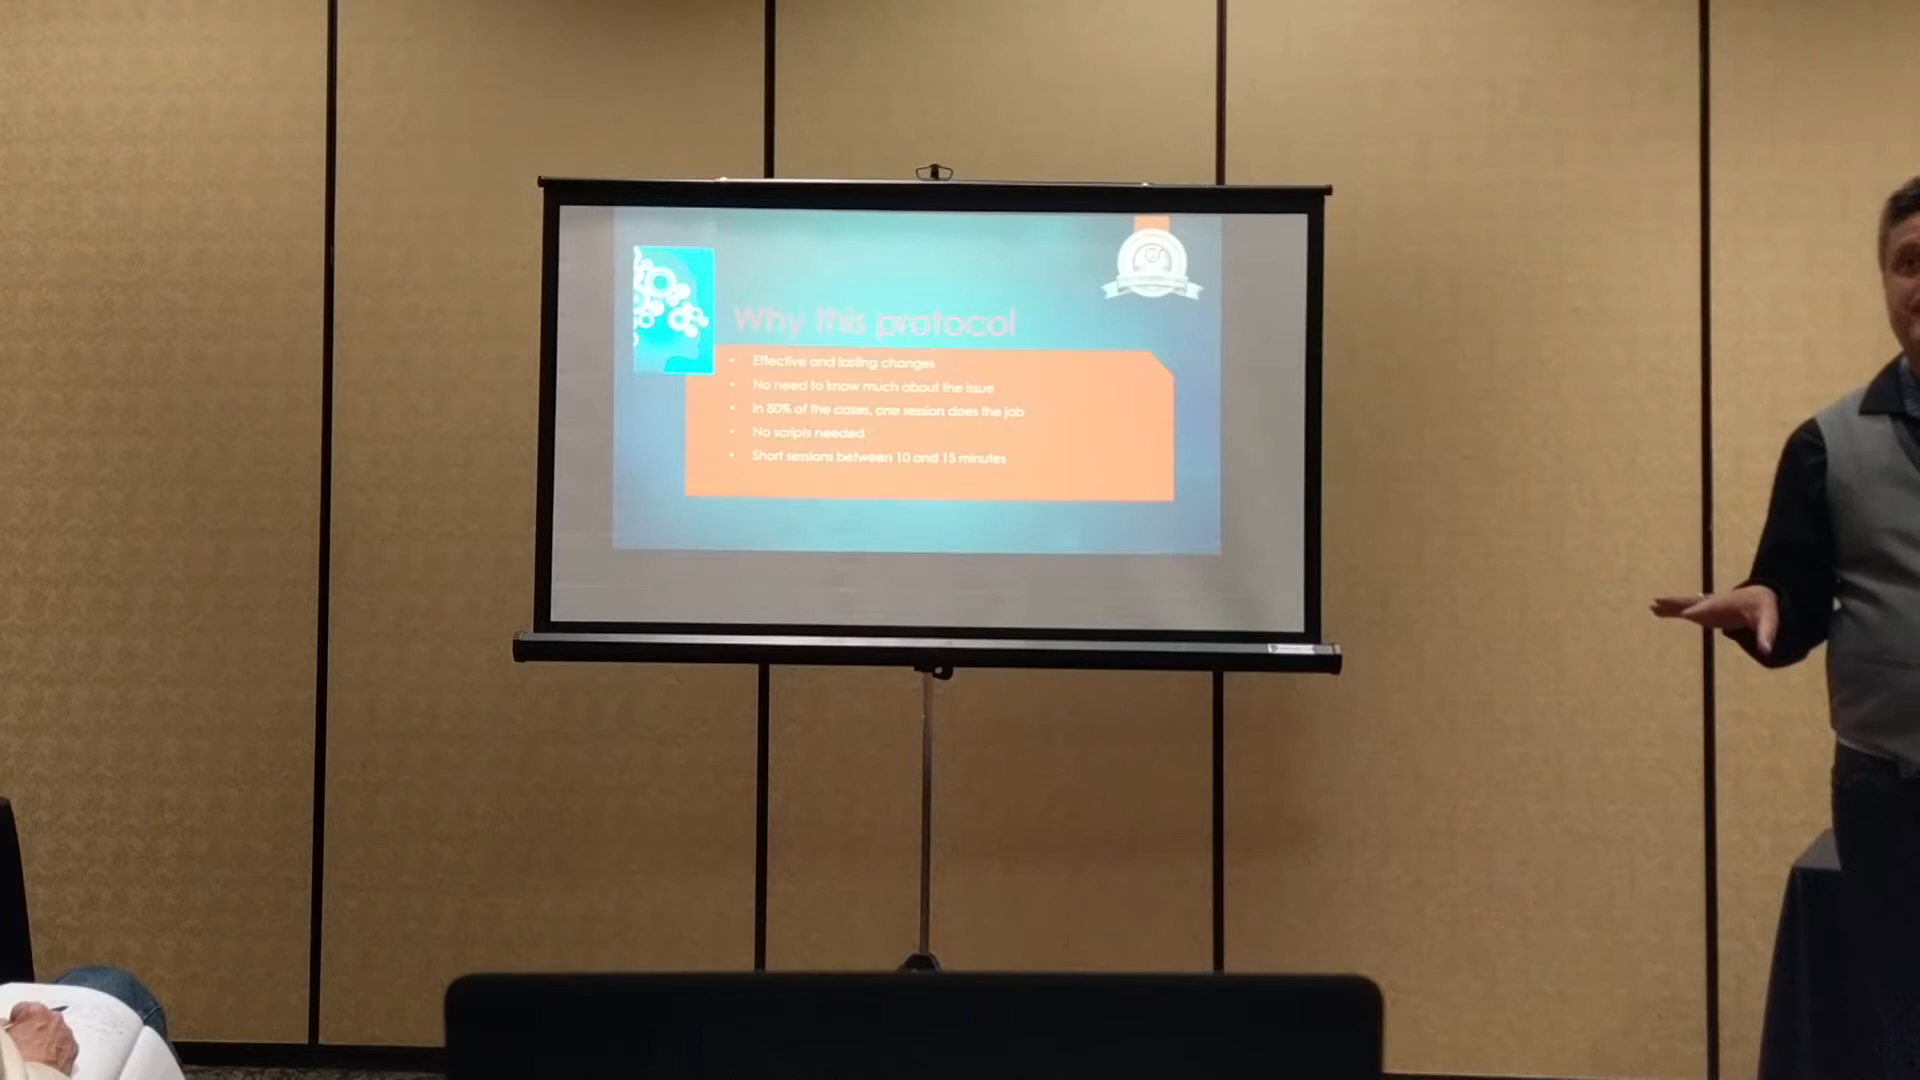 Why this protocol
• Effective and lasting changes
• No need to know much about the issue
• In 80% of the cases, one session does the job
• No scripts needed
• Short sessions between 10 and 15 minutes